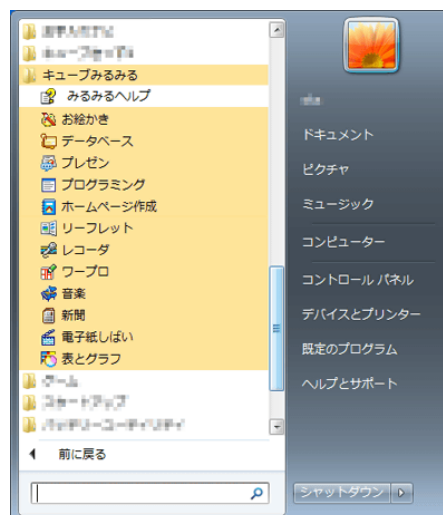 キューブみるみる
みるみるヘルプ
お絵かき
データベース
プレゼン
プログラミング
ホームページ作成
リーフレット
レコーダ
ワープロ
音楽
新聞
電子紙しばい
表とグラフ
前に戻る
ドキュメント
ピクチャ
ミュージック
コンピューター
コントロール パネル
デバイスとプリンター
既定のプログラム
ヘルプとサポート
シャットダウン